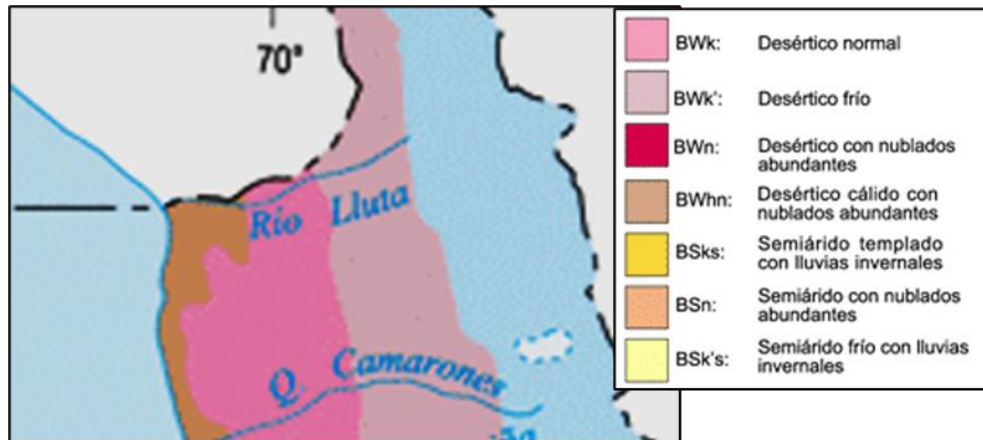 70°
Río Lluta
Q. Camarones
BWk: Desértico normal
BWk': Desértico frío
BWn: Desértico con nublados
abundantes
BWhn: Desértico cálido con
nublados abundantes
BSks: Semiárido templado
con lluvias invernales
BSn: Semiárido con nublados
abundantes
BSk's: Semiárido frío con lluvias
invernales